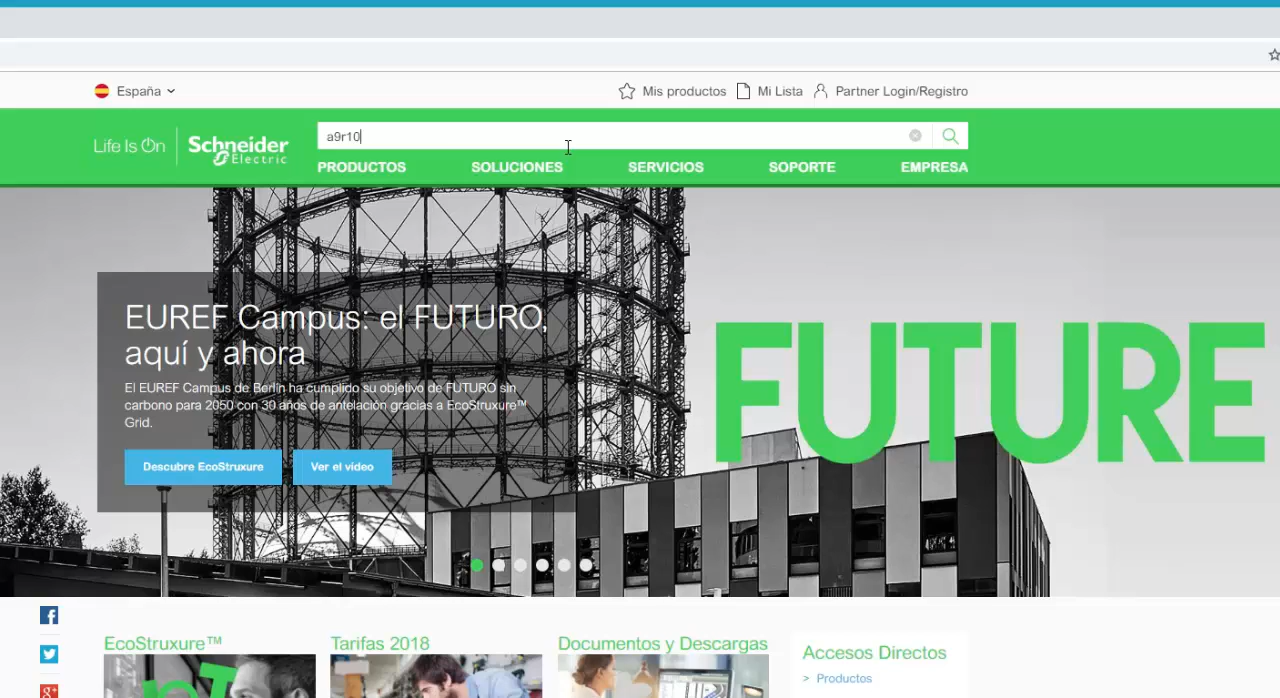 España
Mis productos
Mi Lista
Partner Login/Registro
Life Is On
Schneider
Electric
a9r10
PRODUCTOS
SOLUCIONES
SERVICIOS
SOPORTE
EMPRESA
EUREF Campus: el FUTURO,
aquí y ahora
El EUREF Campus de Berlín ha cumplido su objetivo de FUTURO sin
carbono para 2050 con 30 años de antelación gracias a EcoStruxure™
Grid.
Descubre EcoStruxure
Ver el vídeo
FUTURE
EcoStruxure™
Tarifas 2018
Documentos y Descargas
Accesos Directos
IoT
> Productos